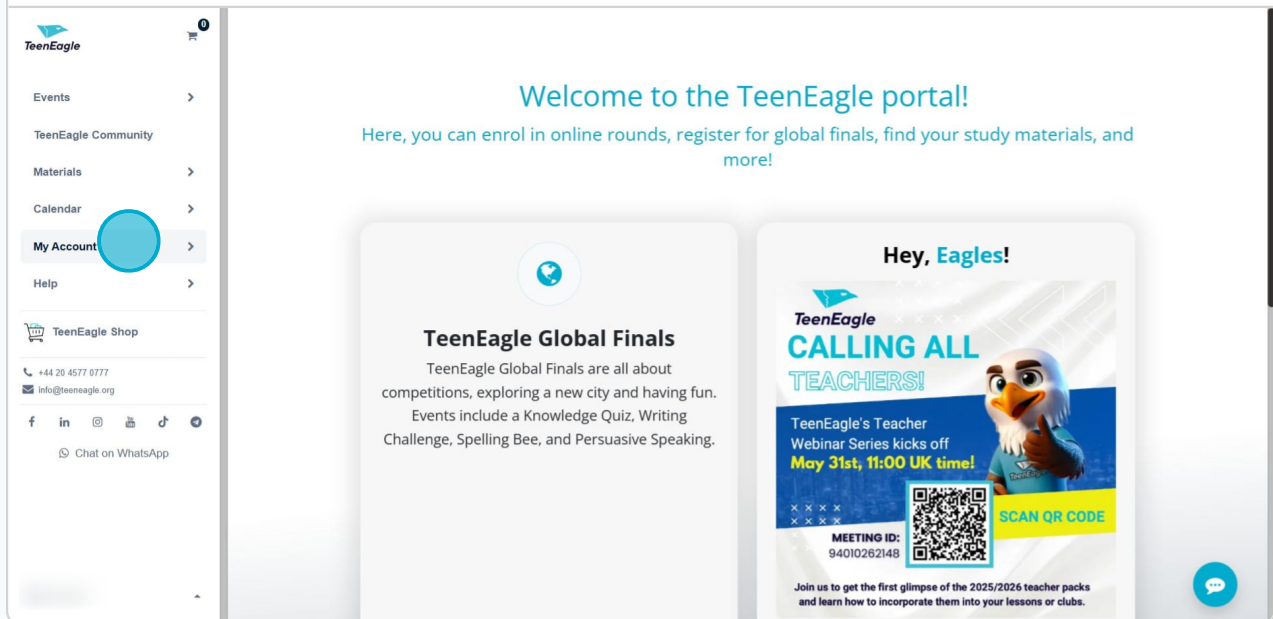 TeenEagle
0
Events
TeenEagle Community
Materials
Calendar
My Account
Help
TeenEagle Shop
+44 20 4577 0777
info@teeneagle.org
Chat on WhatsApp
Welcome to the TeenEagle portal!
Here, you can enrol in online rounds, register for global finals, find your study materials, and
more!
TeenEagle Global Finals
TeenEagle Global Finals are all about
competitions, exploring a new city and having fun.
Events include a Knowledge Quiz, Writing
Challenge, Spelling Bee, and Persuasive Speaking.
Hey, Eagles!
TeenEagle
CALLING ALL
TEACHERS!
TeenEagle's Teacher
Webinar Series kicks off
May 31st, 11:00 UK time!
SCAN QR CODE
MEETING ID:
94010262148
Join us to get the first glimpse of the 2025/2026 teacher packs
and learn how to incorporate them into your lessons or clubs.